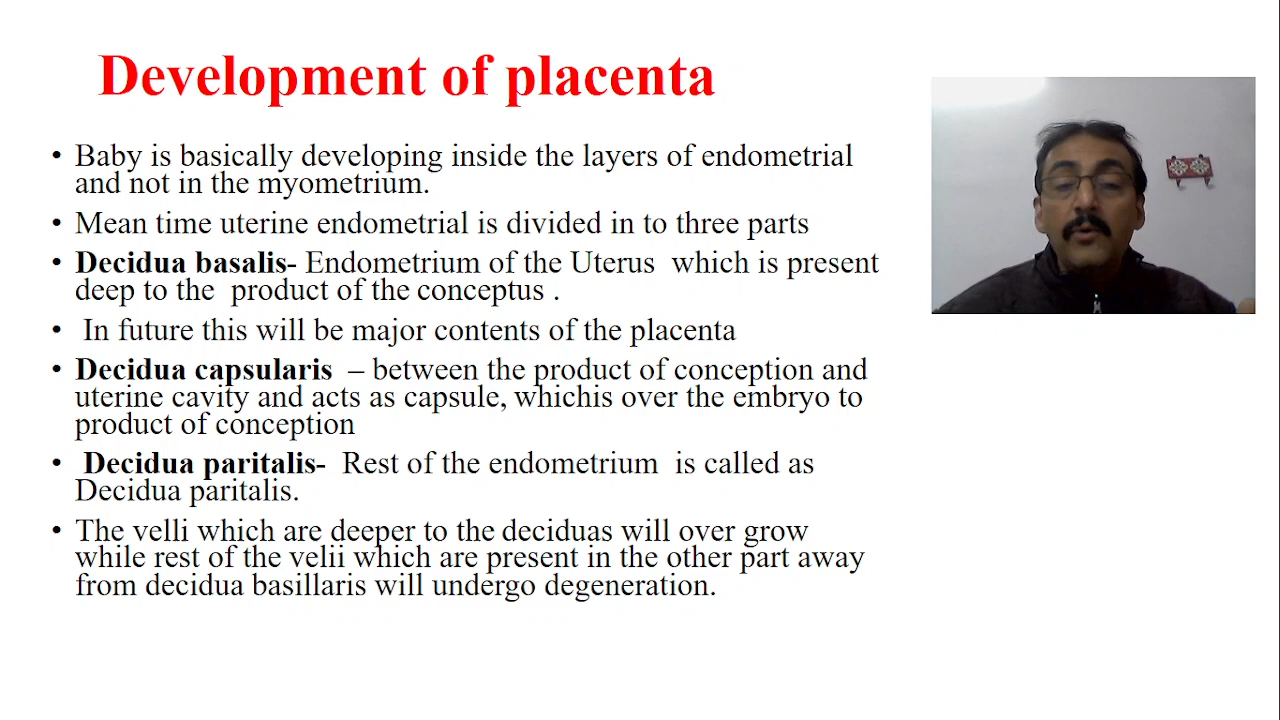 Development of placenta
• Baby is basically developing inside the layers of endometrial
and not in the myometrium.
• Mean time uterine endometrial is divided in to three parts
• Decidua basalis- Endometrium of the Uterus which is present
deep to the product of the conceptus .
• In future this will be major contents of the placenta
• Decidua capsularis – between the product of conception and
uterine cavity and acts as capsule, whichis over the embryo to
product of conception
• Decidua paritalis- Rest of the endometrium is called as
Decidua paritalis.
• The velli which are deeper to the deciduas will over grow
while rest of the velii which are present in the other part away
from decidua basillaris will undergo degeneration.